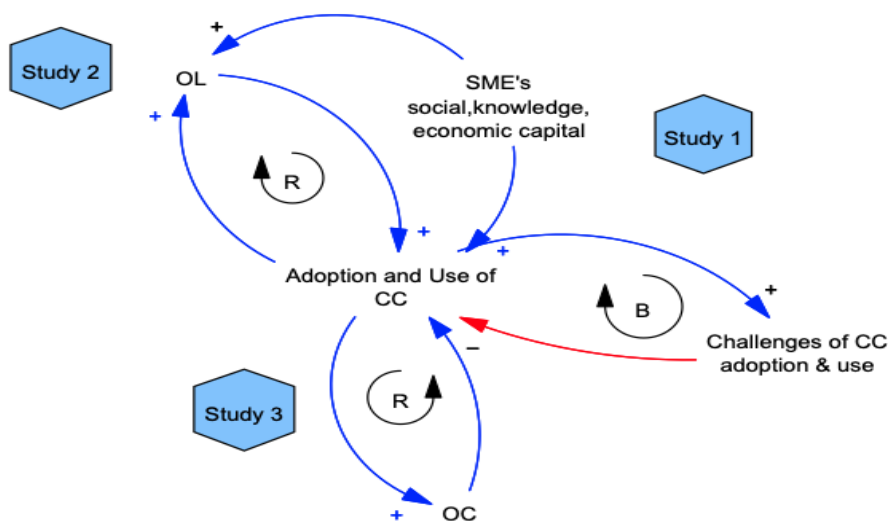 +
Study 2
OL
SME's
social,knowledge,
economic capital
+
Study 1
R
+
+
Adoption and Use of
CC
+
B
Challenges of CC
adoption & use
–
Study 3
R
+
OC